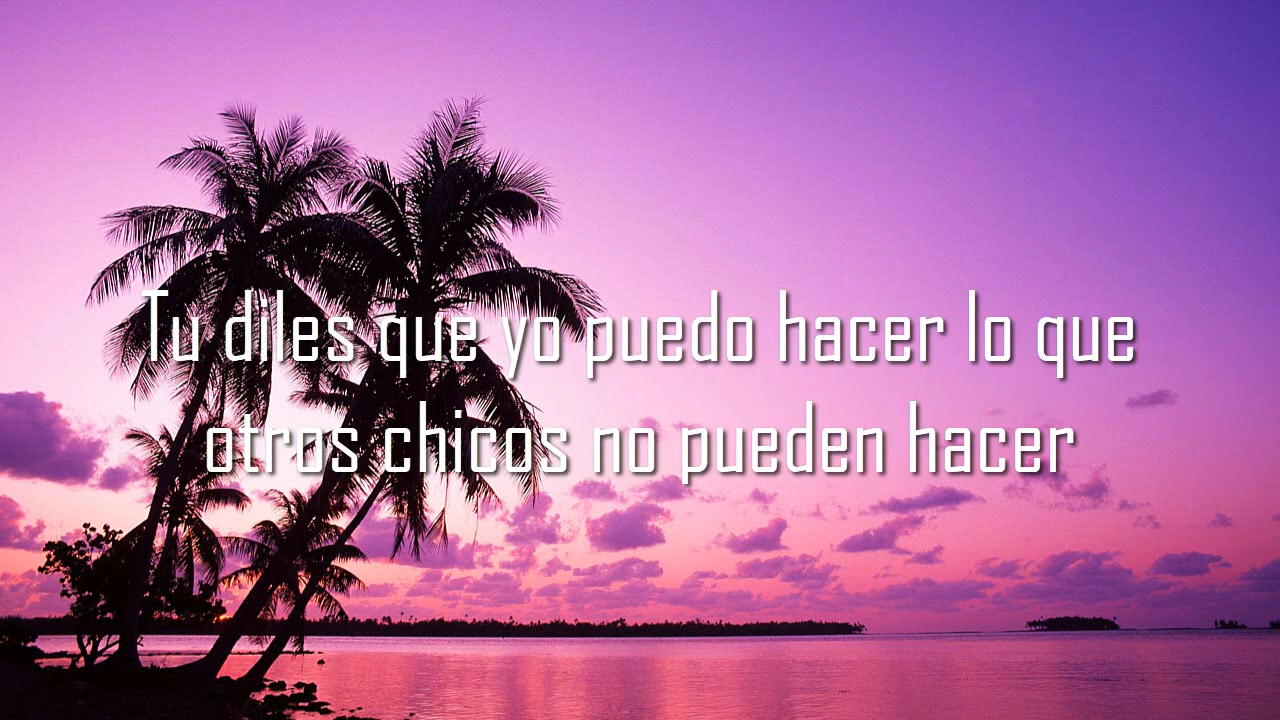 Tu diles que yo puedo hacer lo que
otros chicos no pueden hacer